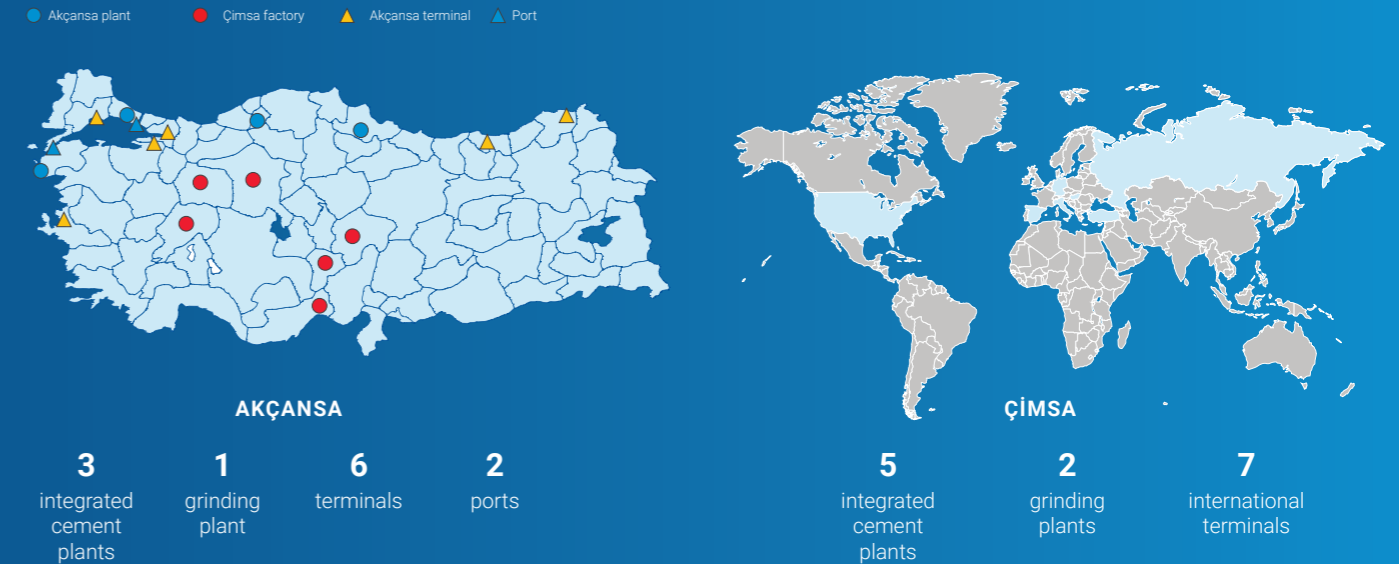 Akçansa plant
Çimsa factory
Akçansa terminal
Port
AKÇANSA
3
integrated
cement
plants
1
grinding
plant
6
terminals
2
ports
ÇİMSA
5
integrated
cement
plants
2
grinding
plants
7
international
terminals